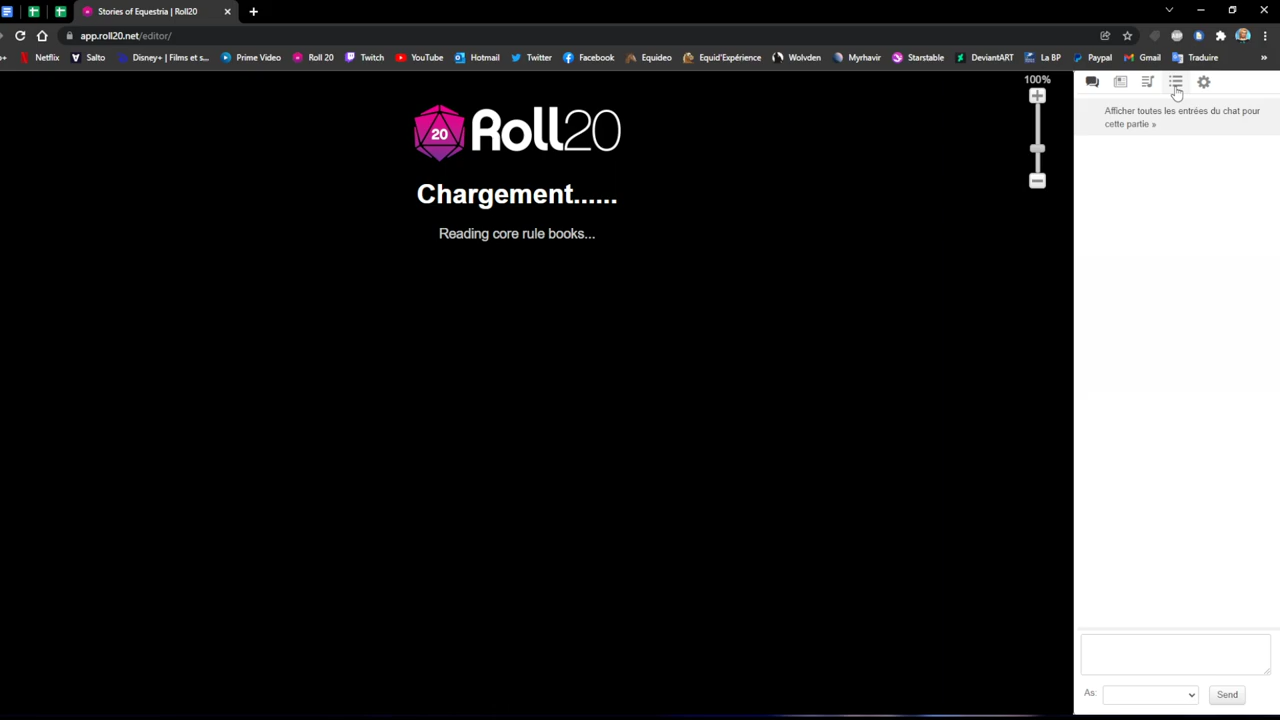 Stories of Equestria | Roll20
app.roll20.net/editor/
Netflix Salto Disney+ | Films et s... Prime Video Roll 20 Twitch YouTube Hotmail Twitter Facebook Equideo Equid'Expérience Wolvden Myrhavir Starstable DeviantART La BP Paypal Gmail Traduire »
100%
Afficher toutes les entrées du chat pour
cette partie »
20 Roll20
Chargement......
Reading core rule books...
As:
Send